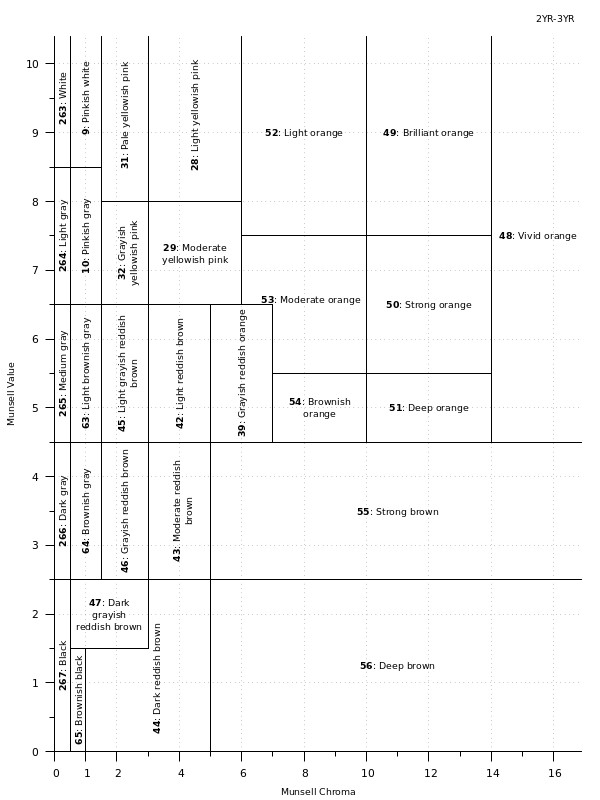 2YR-3YR
10
9
8
7
6
5
4
3
2
1
0
Munsell Value
263: White
9: Pinkish white
31: Pale yellowish pink
28: Light yellowish pink
52: Light orange
49: Brilliant orange
48: Vivid orange
264: Light gray
10: Pinkish gray
32: Grayish
yellowish pink
29: Moderate
yellowish pink
53: Moderate orange
50: Strong orange
265: Medium gray
63: Light brownish gray
45: Light grayish reddish
brown
42: Light reddish brown
39: Grayish reddish orange
54: Brownish
orange
51: Deep orange
266: Dark gray
64: Brownish gray
46: Grayish reddish brown
43: Moderate reddish
brown
55: Strong brown
47: Dark
grayish
reddish brown
267: Black
65: Brownish black
44: Dark reddish brown
56: Deep brown
0 1 2 4 6 8 10 12 14 16
Munsell Chroma